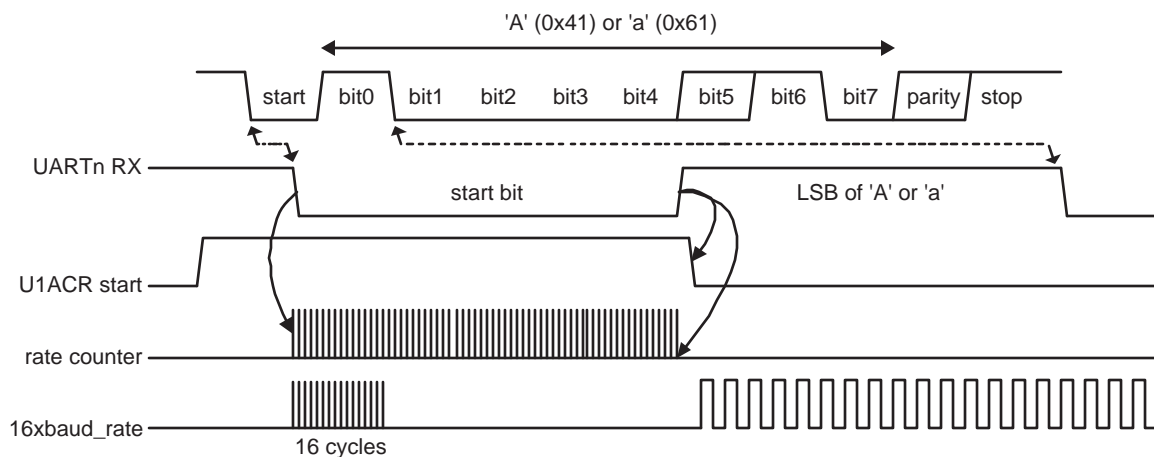 'A' (0x41) or 'a' (0x61)
start bit0 bit1 bit2 bit3 bit4 bit5 bit6 bit7 parity stop
UARTn RX
start bit LSB of 'A' or 'a'
U1ACR start
rate counter
16xbaud_rate
16 cycles